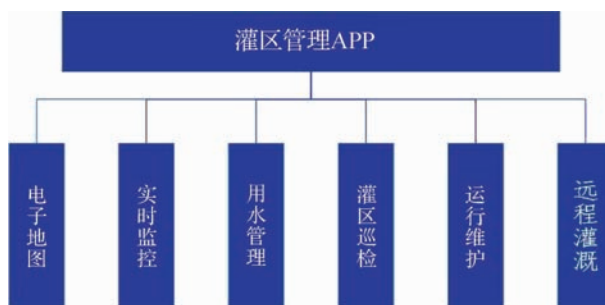 灌区管理APP
电子地图
实时监控
用水管理
灌区巡检
运行维护
远程灌溉